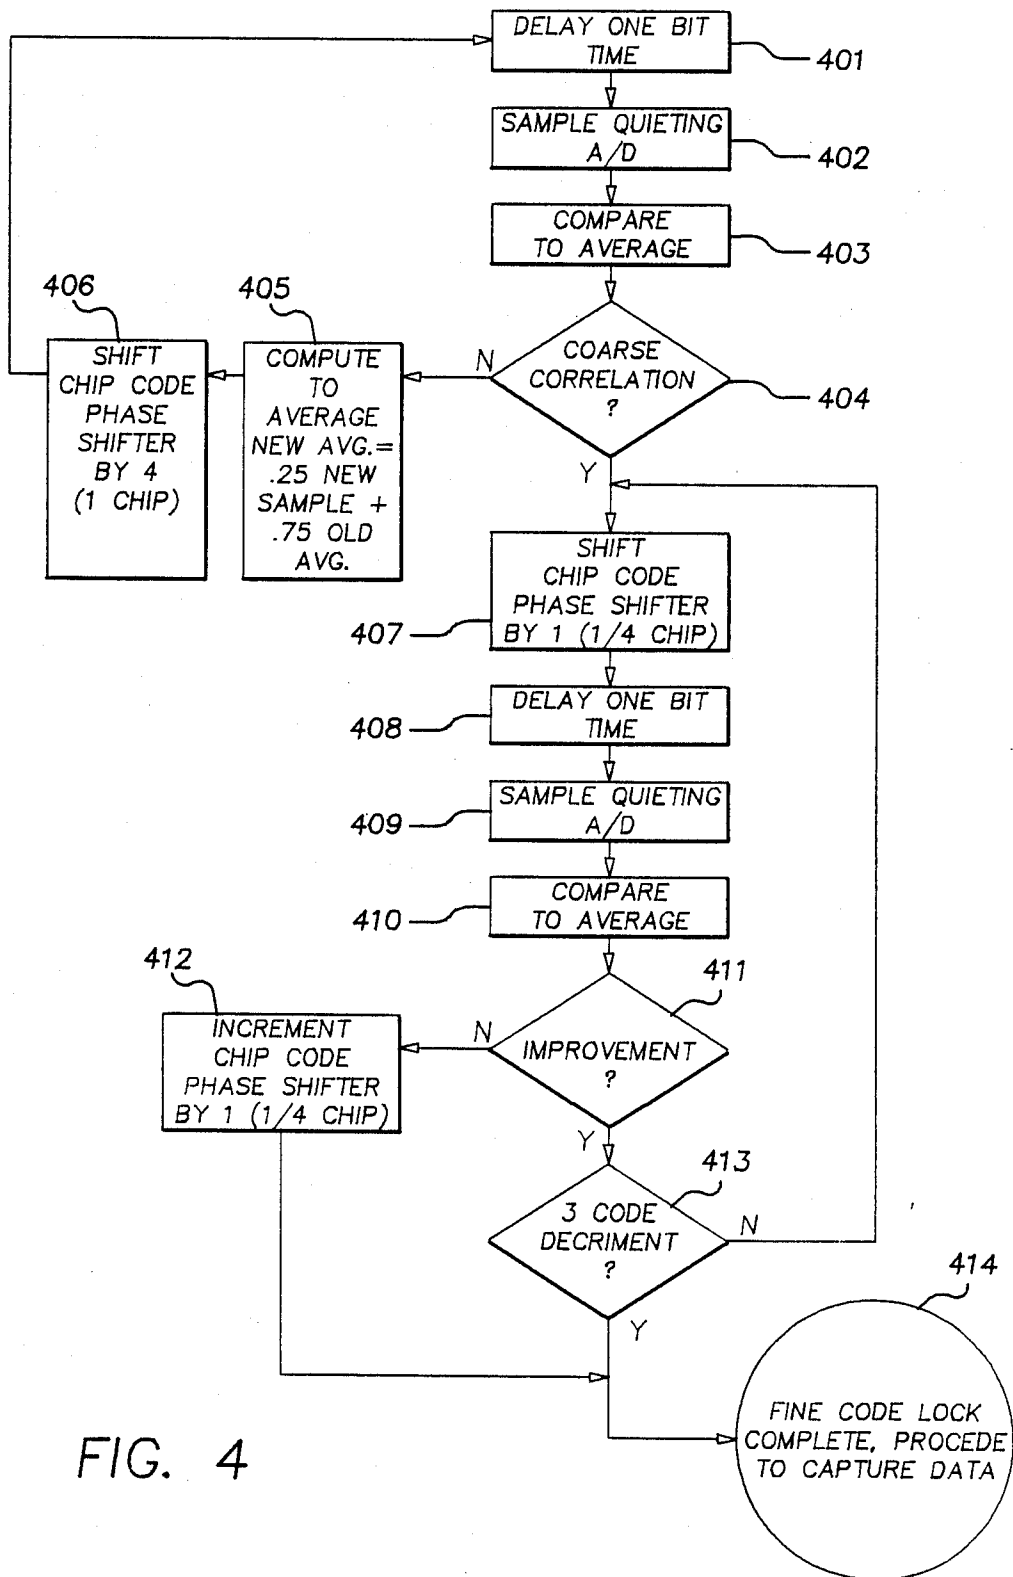 DELAY ONE BIT
TIME
401
SAMPLE QUIETING
A/D
402
COMPARE
TO AVERAGE
403
COARSE
CORRELATION
?
404
N
Y
405
COMPUTE
TO
AVERAGE
NEW AVG.=
.25 NEW
SAMPLE +
.75 OLD
AVG.
406
SHIFT
CHIP CODE
PHASE
SHIFTER
BY 4
(1 CHIP)
SHIFT
CHIP CODE
PHASE SHIFTER
BY 1 (1/4 CHIP)
407
DELAY ONE BIT
TIME
408
SAMPLE QUIETING
A/D
409
COMPARE
TO AVERAGE
410
411
IMPROVEMENT
?
N
Y
412
INCREMENT
CHIP CODE
PHASE SHIFTER
BY 1 (1/4 CHIP)
413
3 CODE
DECRIMENT
?
N
Y
414
FINE CODE LOCK
COMPLETE, PROCEDE
TO CAPTURE DATA
FIG. 4